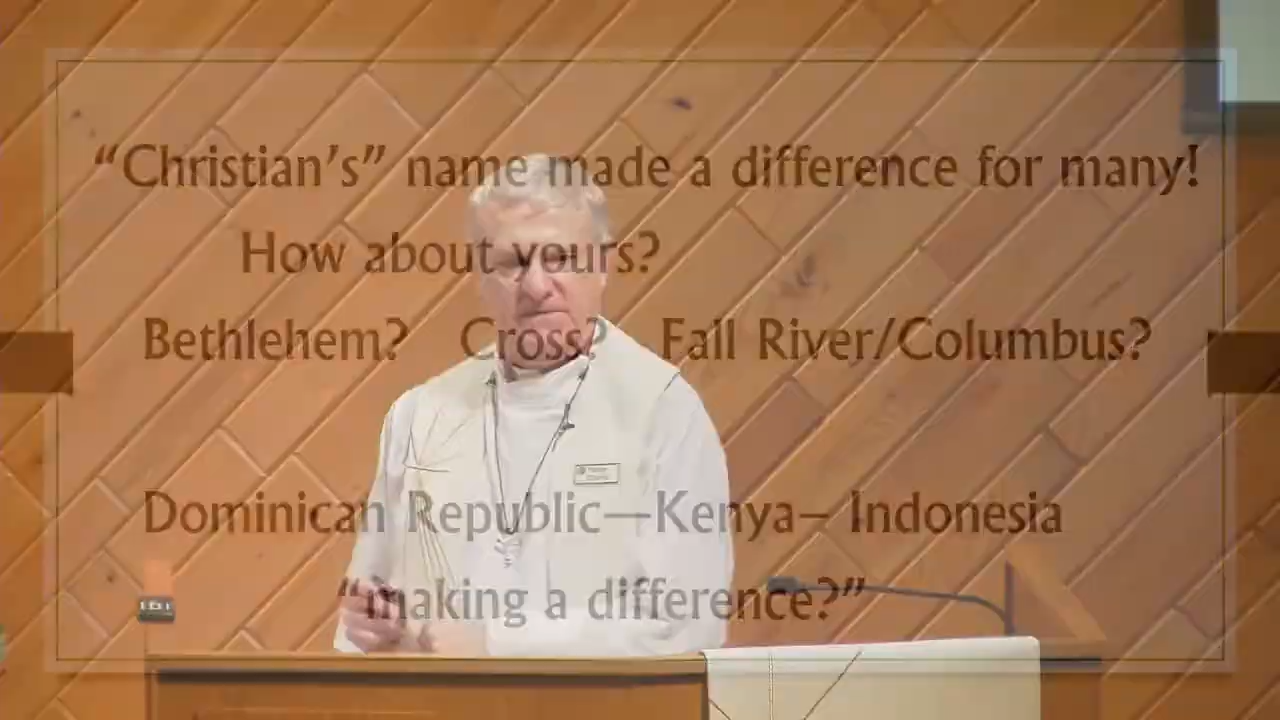 “Christian’s” name made a difference for many!
How about yours?
Bethlehem? Cross? Fall River/Columbus?
Dominican Republic—Kenya– Indonesia
“making a difference?”